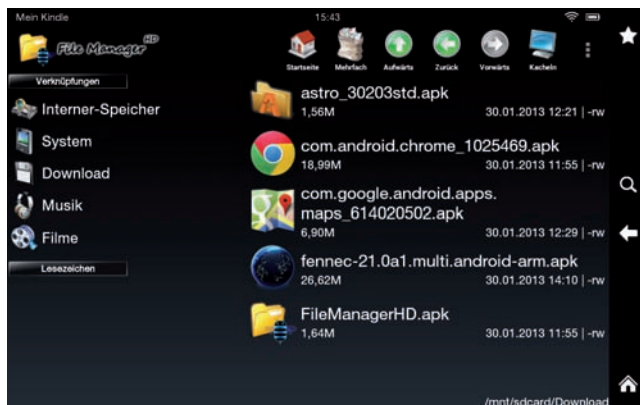 Mein Kindle
15:43
File Manager HD
Startseite Mehrfach Aufwärts Zurück Vorwärts Kacheln
Verknüpfungen
Interner-Speicher
System
Download
Musik
Filme
Lesezeichen
astro_30203std.apk
1,56M 30.01.2013 12:21 | -rw
com.android.chrome_1025469.apk
18,99M 30.01.2013 11:55 | -rw
com.google.android.apps.
maps_614020502.apk
6,90M 30.01.2013 12:29 | -rw
fennec-21.0a1.multi.android-arm.apk
26,62M 30.01.2013 14:10 | -rw
FileManagerHD.apk
1,64M 30.01.2013 11:55 | -rw
/mnt/sdcard/Download